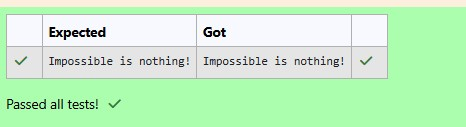 Expected Got
Impossible is nothing! Impossible is nothing!
Passed all tests!